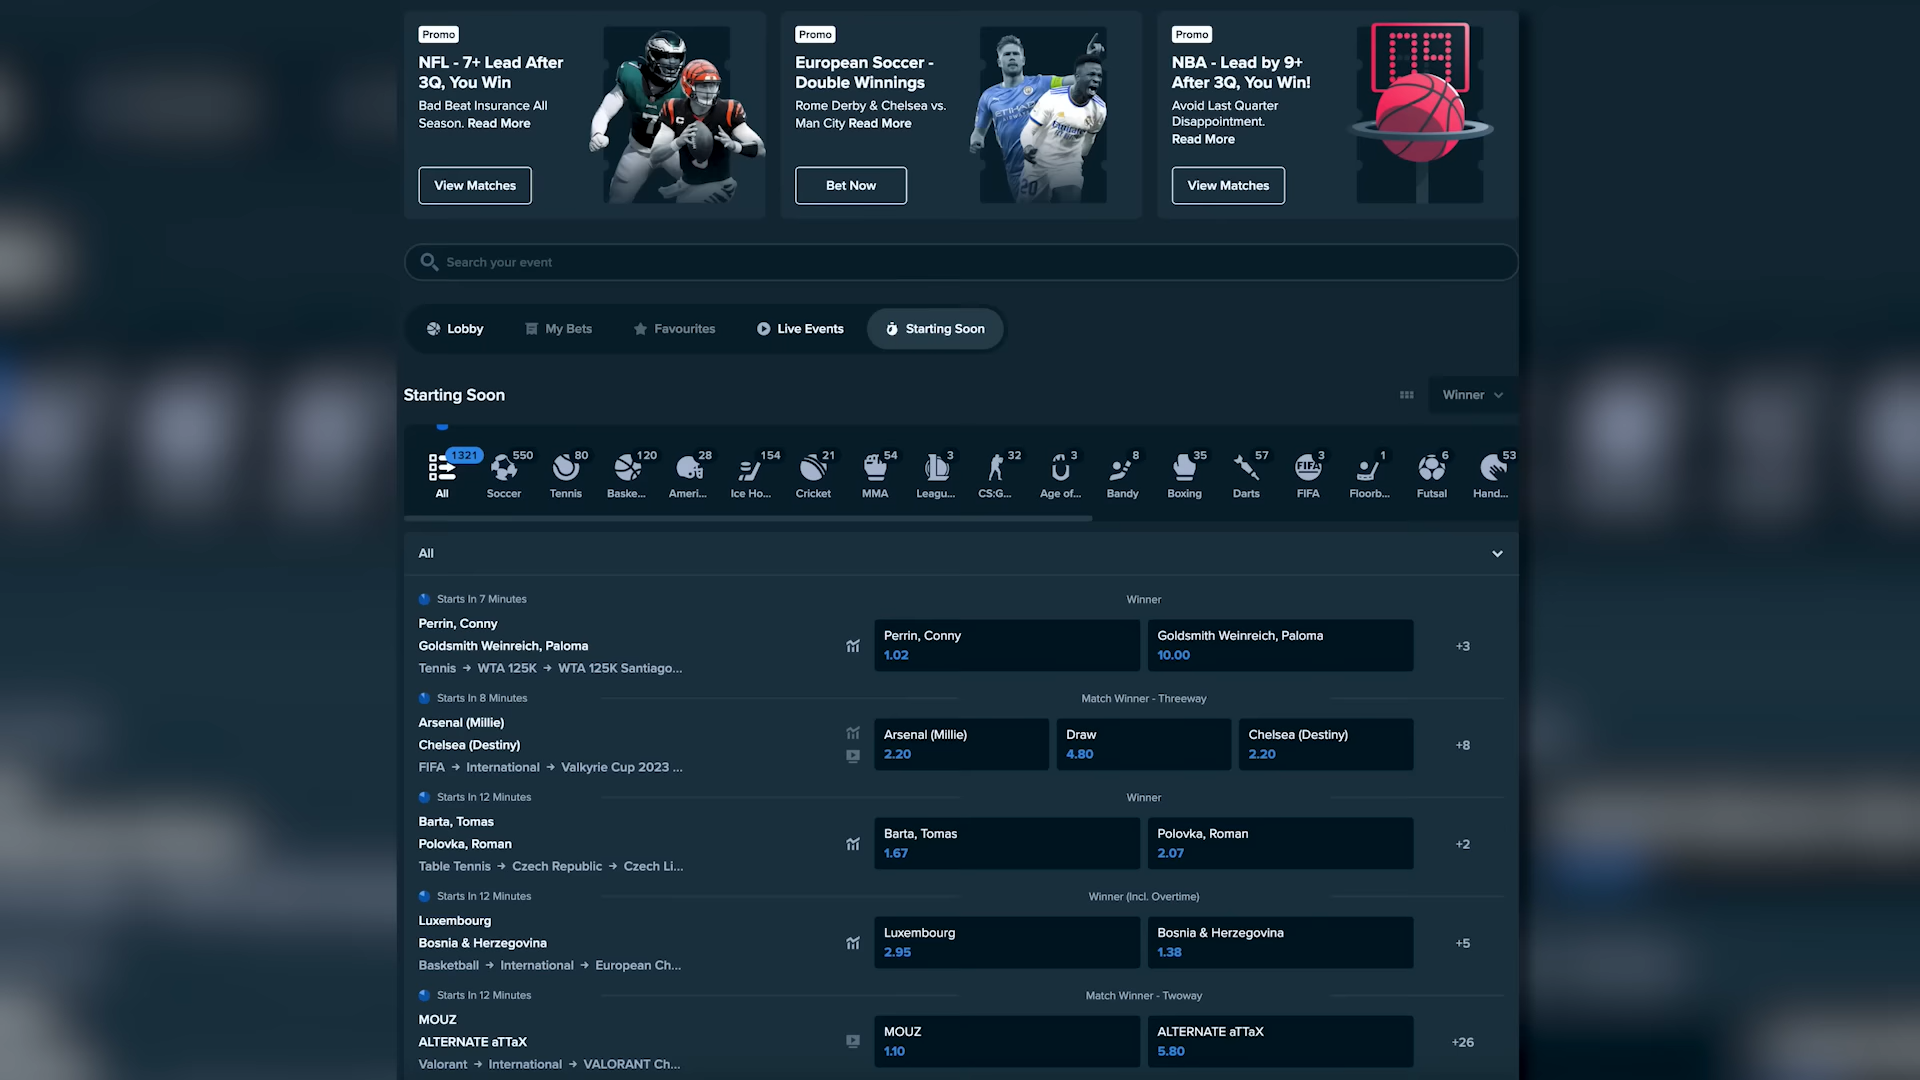 Promo
NFL - 7+ Lead After
3Q, You Win
Bad Beat Insurance All
Season. Read More
View Matches
Promo
European Soccer -
Double Winnings
Rome Derby & Chelsea vs.
Man City Read More
Bet Now
Promo
NBA - Lead by 9+
After 3Q, You Win!
Avoid Last Quarter
Disappointment.
Read More
View Matches
09
Search your event
Lobby
My Bets
Favourites
Live Events
Starting Soon
Starting Soon
Winner
1321
All
550
Soccer
80
Tennis
120
Baske...
28
Ameri...
154
Ice Ho...
21
Cricket
54
MMA
3
Leagu...
32
CS:G...
3
Age of...
8
Bandy
35
Boxing
57
Darts
3
FIFA
FIFA
1
Floorb...
6
Futsal
53
Hand...
All
Starts In 7 Minutes
Winner
Perrin, Conny
Goldsmith Weinreich, Paloma
Tennis → WTA 125K → WTA 125K Santiago...
Perrin, Conny
1.02
Goldsmith Weinreich, Paloma
10.00
+3
Starts In 8 Minutes
Match Winner - Threeway
Arsenal (Millie)
Chelsea (Destiny)
FIFA → International → Valkyrie Cup 2023 ...
Arsenal (Millie)
2.20
Draw
4.80
Chelsea (Destiny)
2.20
+8
Starts In 12 Minutes
Winner
Barta, Tomas
Polovka, Roman
Table Tennis → Czech Republic → Czech Li...
Barta, Tomas
1.67
Polovka, Roman
2.07
+2
Starts In 12 Minutes
Winner (Incl. Overtime)
Luxembourg
Bosnia & Herzegovina
Basketball → International → European Ch...
Luxembourg
2.95
Bosnia & Herzegovina
1.38
+5
Starts In 12 Minutes
Match Winner - Twoway
MOUZ
ALTERNATE aTTaX
Valorant → International → VALORANT Ch...
MOUZ
1.10
ALTERNATE aTTaX
5.80
+26